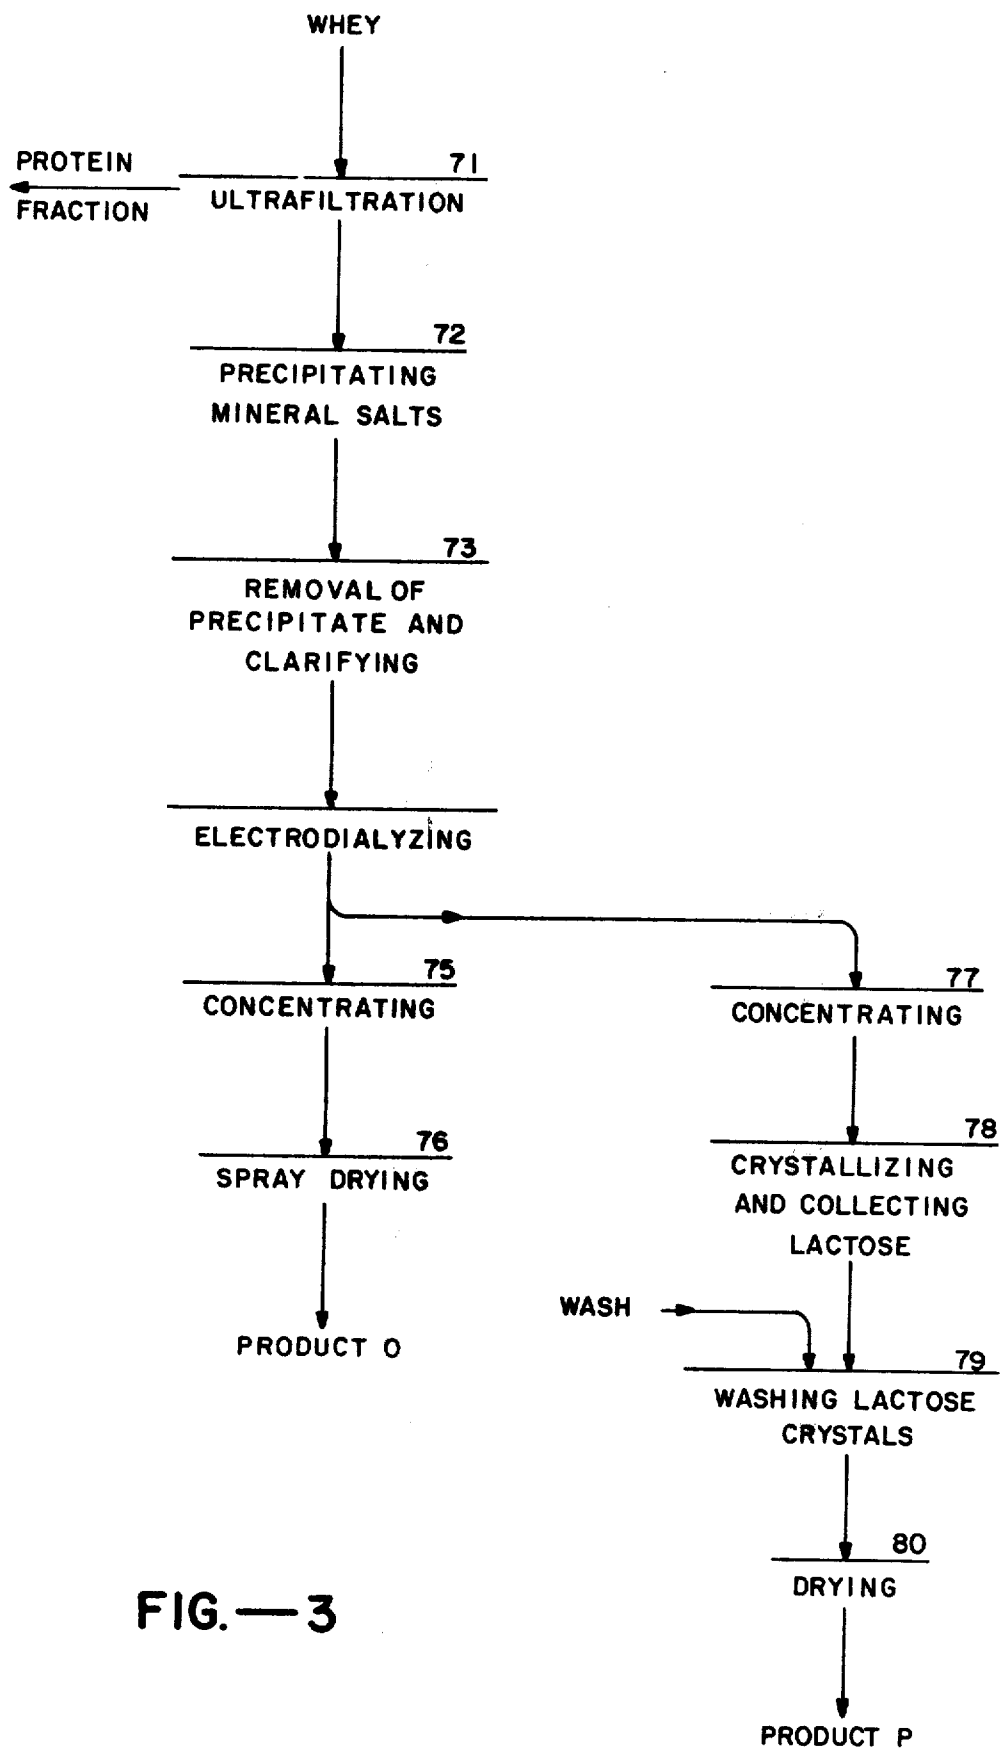 WHEY
PROTEIN
FRACTION
71
ULTRAFILTRATION
72
PRECIPITATING
MINERAL SALTS
73
REMOVAL OF
PRECIPITATE AND
CLARIFYING
ELECTRODIALYZING
75
CONCENTRATING
76
SPRAY DRYING
PRODUCT O
77
CONCENTRATING
78
CRYSTALLIZING
AND COLLECTING
LACTOSE
WASH
79
WASHING LACTOSE
CRYSTALS
80
DRYING
PRODUCT P
FIG.—3